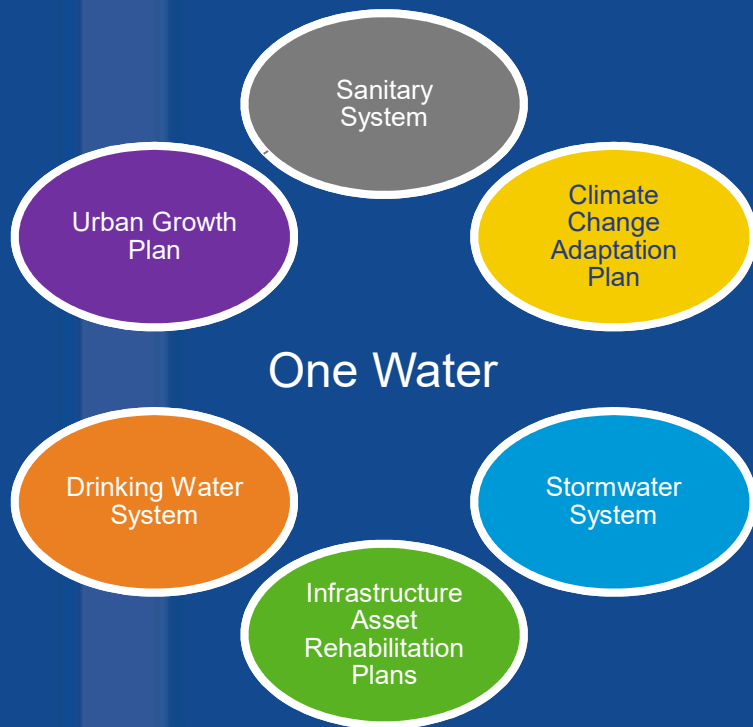 Sanitary
System
Urban Growth
Plan
Climate
Change
Adaptation
Plan
One Water
Drinking Water
System
Stormwater
System
Infrastructure
Asset
Rehabilitation
Plans